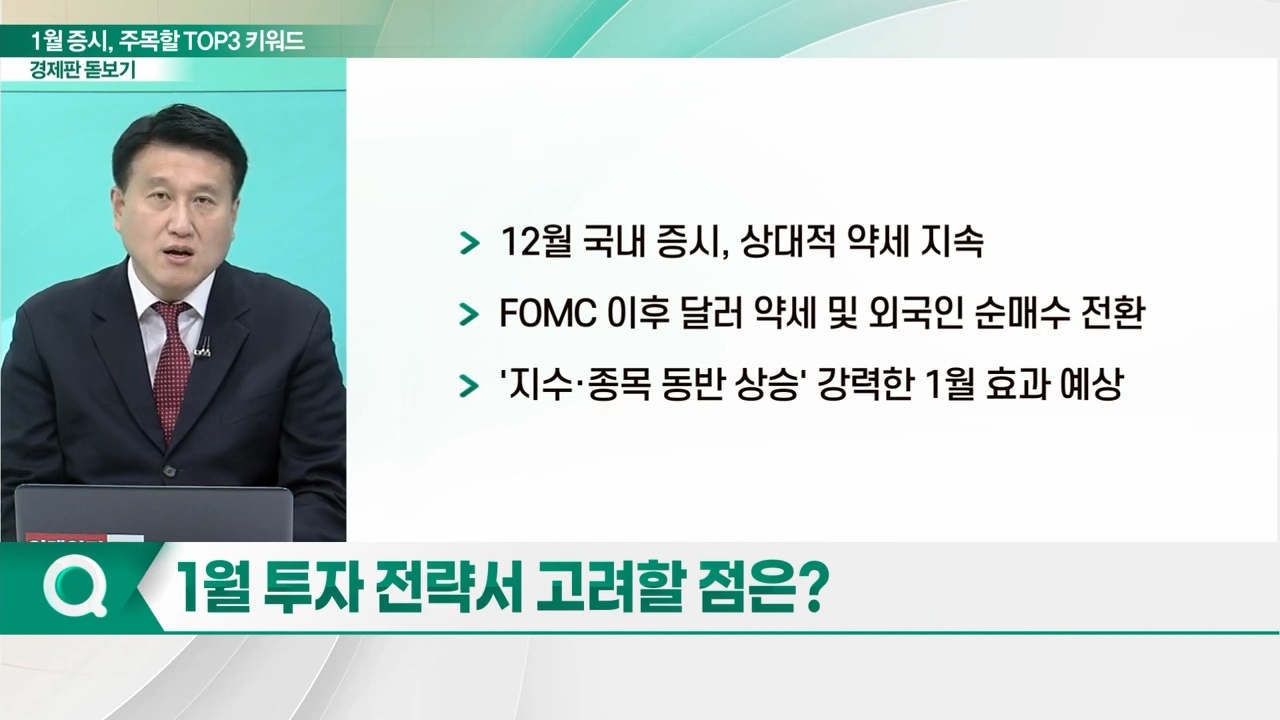 1월 증시, 주목할 TOP3 키워드
경제판 돋보기
12월 국내 증시, 상대적 약세 지속
FOMC 이후 달러 약세 및 외국인 순매수 전환
'지수·종목 동반 상승' 강력한 1월 효과 예상
1월 투자 전략서 고려할 점은?